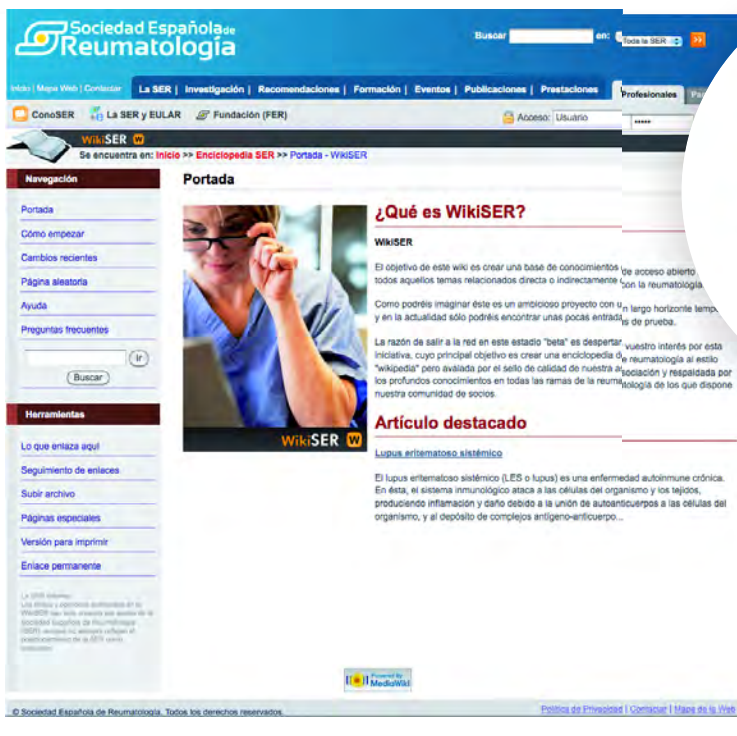 Sociedad Española de
Reumatología
Buscar en: Toda la SER
Inicio | Mapa Web | Contactar La SER | Investigación | Recomendaciones | Formación | Eventos | Publicaciones | Prestaciones Profesionales
ConoSER La SER y EULAR Fundación (FER) Acceso: Usuario •••••
WikiSER W
Se encuentra en: Inicio >> Enciclopedia SER >> Portada - WikiSER
Navegación
Portada
Cómo empezar
Cambios recientes
Página aleatoria
Ayuda
Preguntas frecuentes
Ir
Buscar
Herramientas
Lo que enlaza aquí
Seguimiento de enlaces
Subir archivo
Páginas especiales
Versión para imprimir
Enlace permanente
Portada
WikiSER W
¿Qué es WikiSER?
WikiSER
El objetivo de este wiki es crear una base de conocimientos de acceso abierto
todos aquellos temas relacionados directa o indirectamente con la reumatología
Como podréis imaginar éste es un ambicioso proyecto con un largo horizonte
y en la actualidad sólo podréis encontrar unas pocas entradas de prueba.
La razón de salir a la red en este estadio "beta" es despertar vuestro interés por esta
iniciativa, cuyo principal objetivo es crear una enciclopedia de reumatología al estilo
"wikipedia" pero avalada por el sello de calidad de nuestra asociación y respaldada por
los profundos conocimientos en todas las ramas de la reumatología de los que dispone
nuestra comunidad de socios.
Artículo destacado
Lupus eritematoso sistémico
El lupus eritematoso sistémico (LES o lupus) es una enfermedad autoinmune crónica.
En ésta, el sistema inmunológico ataca a las células del organismo y los tejidos,
produciendo inflamación y daño debido a la unión de autoanticuerpos a las células del
organismo, y al depósito de complejos antígeno-anticuerpo...
Powered By
MediaWiki
© Sociedad Española de Reumatología. Todos los derechos reservados.
Política de Privacidad | Contactar | Mapa de la Web